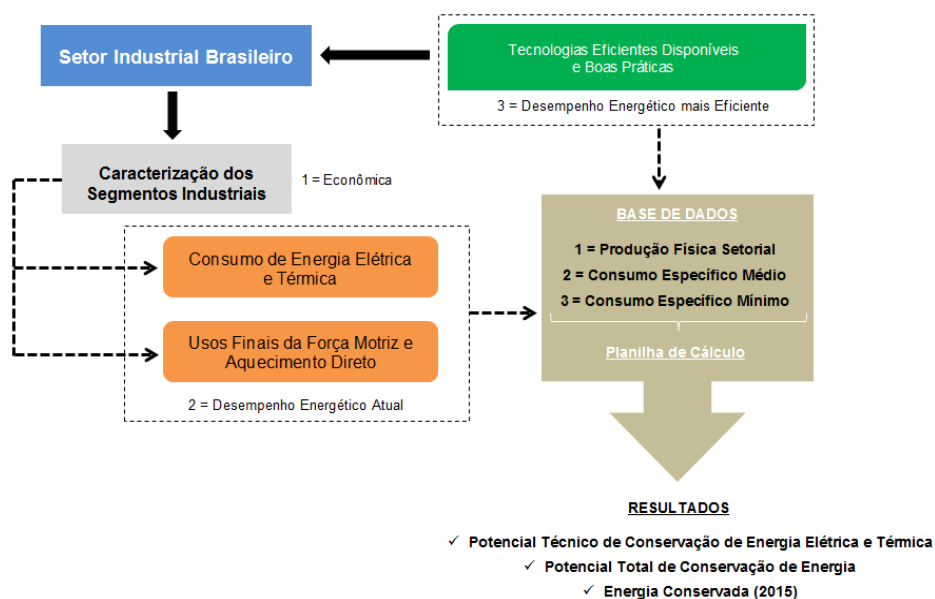 Setor Industrial Brasileiro
Tecnologias Eficientes Disponíveis
e Boas Práticas
3 = Desempenho Energético mais Eficiente
Caracterização dos
Segmentos Industriais
1 = Econômica
Consumo de Energia Elétrica
e Térmica
Usos Finais da Força Motriz e
Aquecimento Direto
2 = Desempenho Energético Atual
BASE DE DADOS
1 = Produção Física Setorial
2 = Consumo Específico Médio
3 = Consumo Específico Mínimo
Planilha de Cálculo
RESULTADOS
✓ Potencial Técnico de Conservação de Energia Elétrica e Térmica
✓ Potencial Total de Conservação de Energia
✓ Energia Conservada (2015)